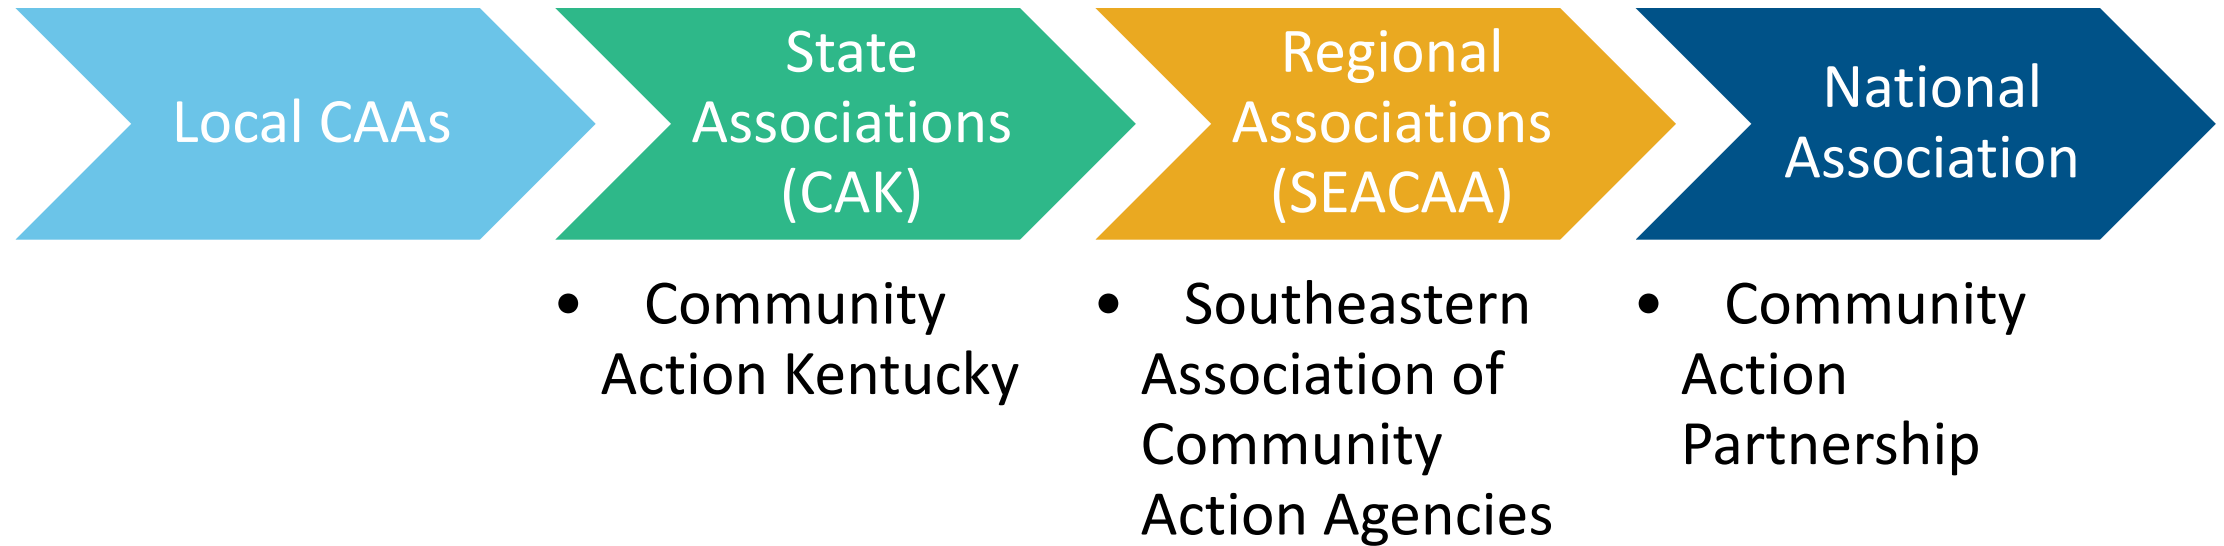 Local CAAs
State
Associations
(CAK)
Regional
Associations
(SEACAA)
National
Association
• Community
Action Kentucky
• Southeastern
Association of
Community
Action Agencies
• Community
Action
Partnership